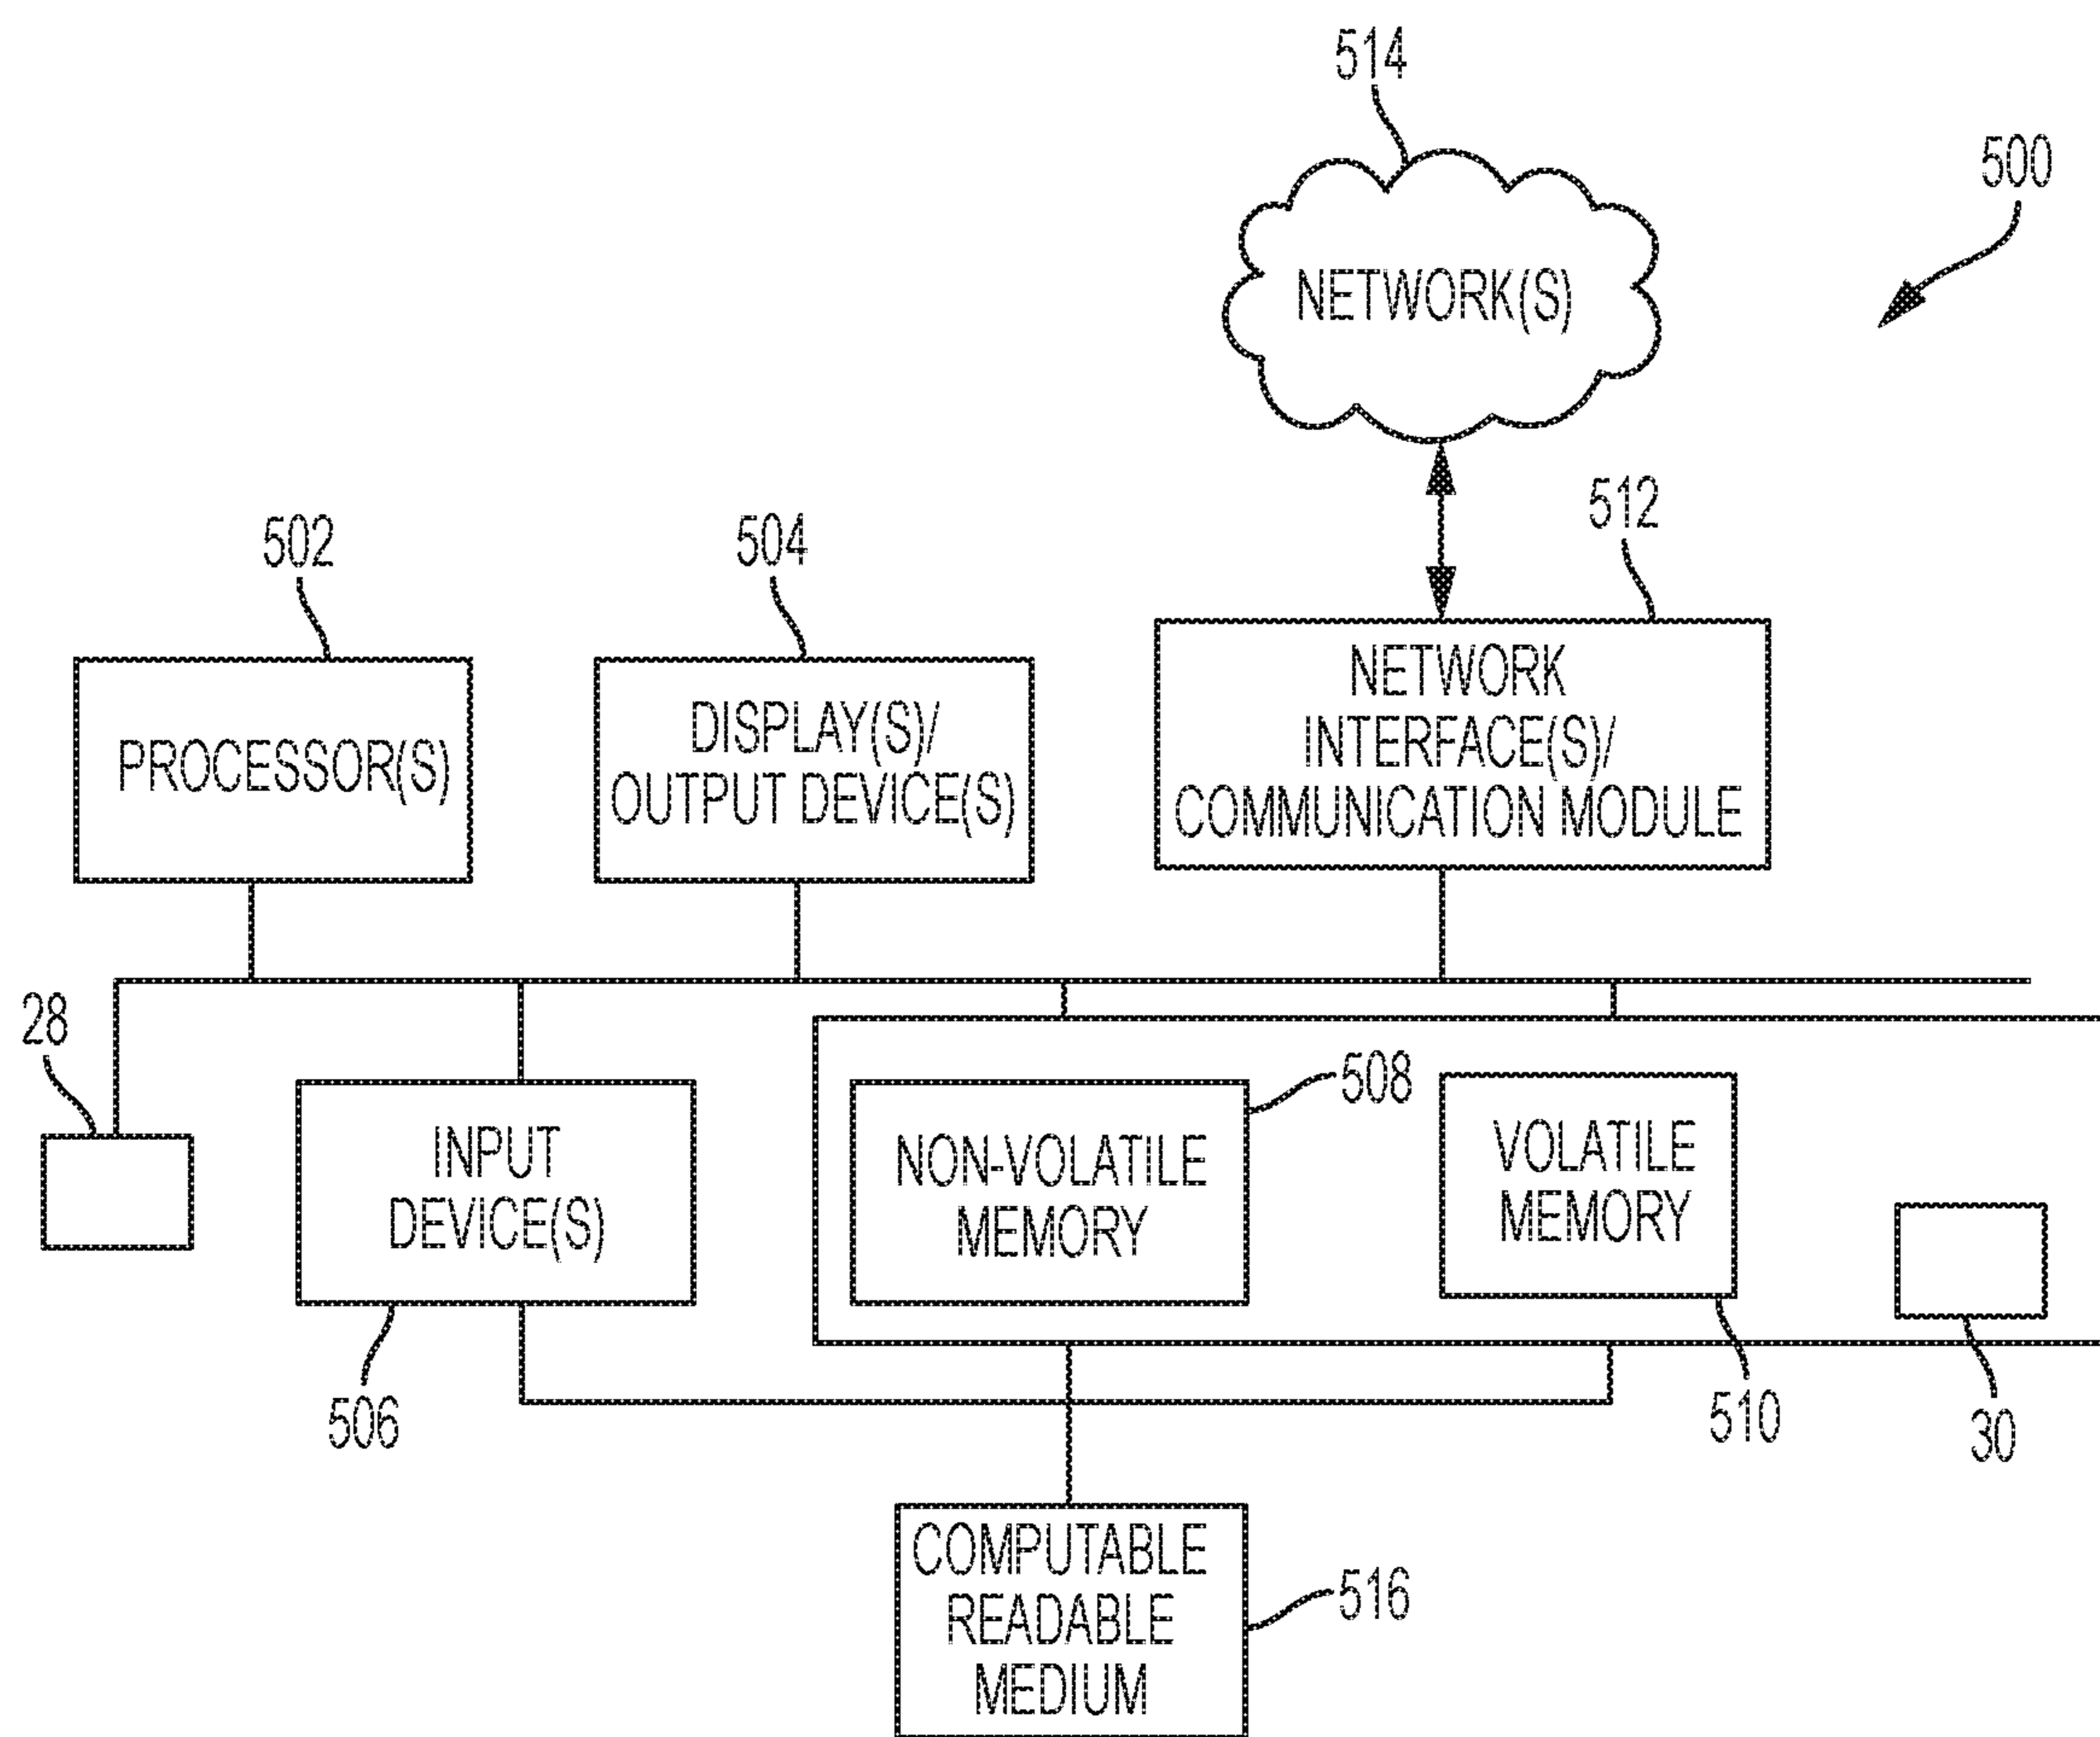 514
500
NETWORK(S)
512
502
504
PROCESSOR(S)
DISPLAY(S)/
OUTPUT DEVICE(S)
NETWORK
INTERFACE(S)/
COMMUNICATION MODULE
28
508
INPUT
DEVICE(S)
NON-VOLATILE
MEMORY
VOLATILE
MEMORY
506
510
30
COMPUTABLE
READABLE
MEDIUM
516